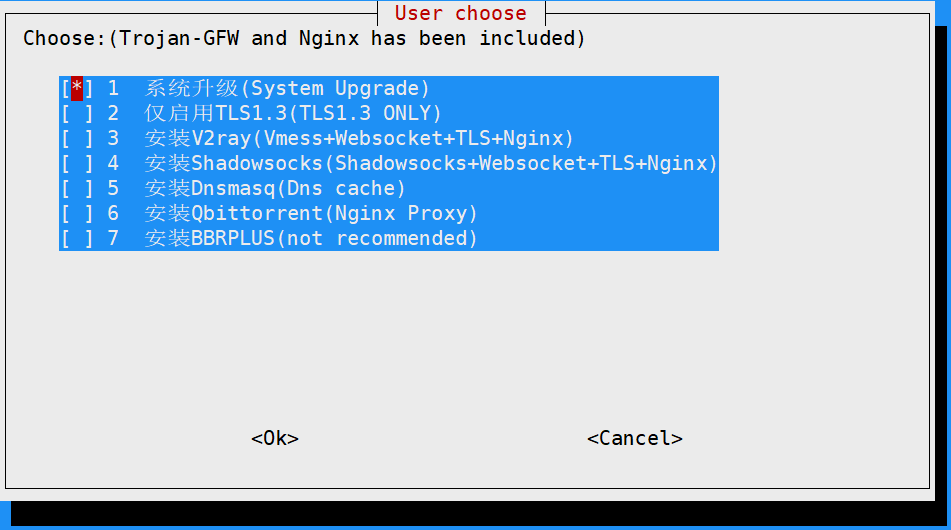 User choose
Choose:(Trojan-GFW and Nginx has been included)
[*] 1 系统升级(System Upgrade)
[ ] 2 仅启用TLS1.3(TLS1.3 ONLY)
[ ] 3 安装V2ray(Vmess+Websocket+TLS+Nginx)
[ ] 4 安装Shadowsocks(Shadowsocks+Websocket+TLS+Nginx)
[ ] 5 安装Dnsmasq(Dns cache)
[ ] 6 安装Qbittorrent(Nginx Proxy)
[ ] 7 安装BBRPLUS(not recommended)
<Ok> <Cancel>